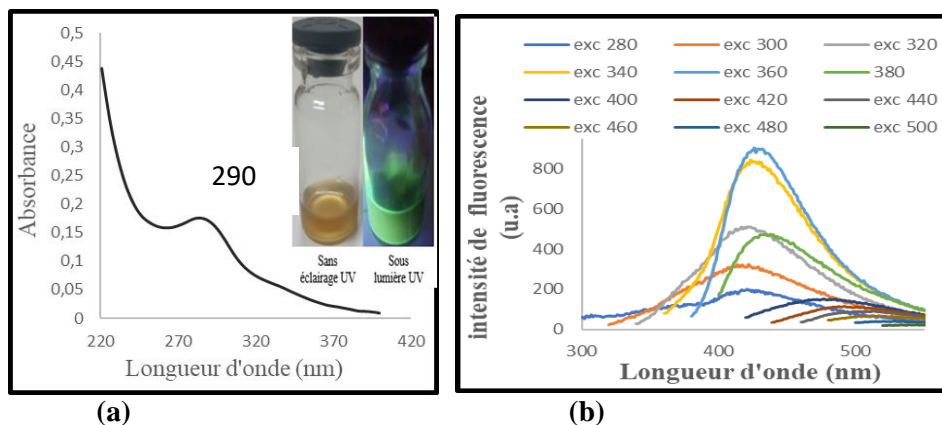 0,5
0,45
0,4
0,35
0,3
0,25
0,2
0,15
0,1
0,05
0
Absorbance
290
Sans
éclairage UV
Sous
lumière UV
220 270 320 370 420
Longueur d'onde (nm)
(a)
exc 280 exc 300 exc 320
exc 340 exc 360 380
exc 400 exc 420 exc 440
exc 460 exc 480 exc 500
intensité de fluorescence
(u.a)
800
600
400
200
0
300 400 500
Longueur d'onde (nm)
(b)